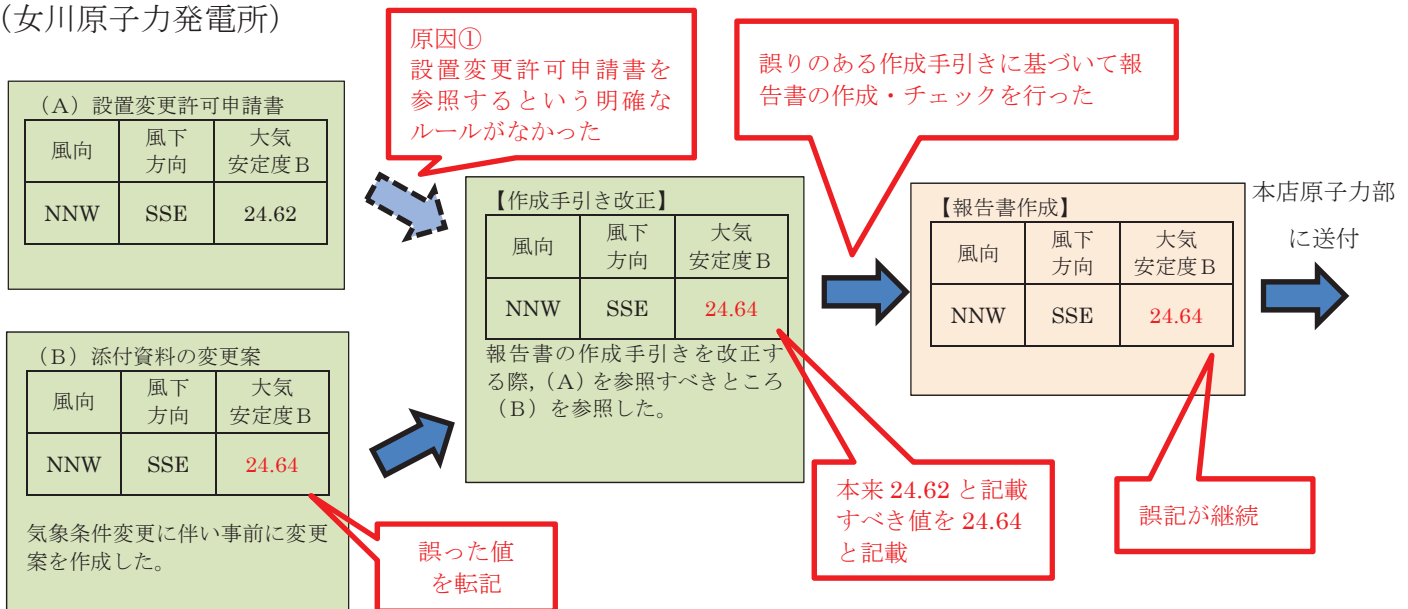 （女川原子力発電所）
原因①
設置変更許可申請書を
参照するという明確な
ルールがなかった
誤りのある作成手引きに基づいて報
告書の作成・チェックを行った
（A）設置変更許可申請書
風向 風下方向 大気安定度B
NNW SSE 24.62
【作成手引き改正】
風向 風下方向 大気安定度B
NNW SSE 24.64
報告書の作成手引きを改正す
る際，（A）を参照すべきところ
（B）を参照した。
【報告書作成】
風向 風下方向 大気安定度B
NNW SSE 24.64
本店原子力部
に送付
（B）添付資料の変更案
風向 風下方向 大気安定度B
NNW SSE 24.64
気象条件変更に伴い事前に変更
案を作成した。
誤った値
を転記
本来 24.62 と記載
すべき値を 24.64
と記載
誤記が継続